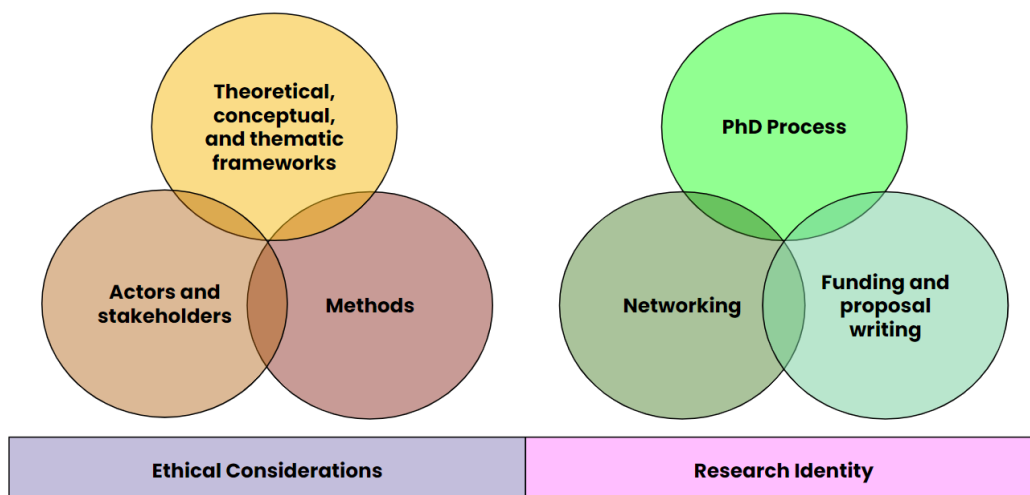 Theoretical,
conceptual,
and thematic
frameworks
Actors and
stakeholders
Methods
PhD Process
Networking
Funding and
proposal
writing
Ethical Considerations
Research Identity